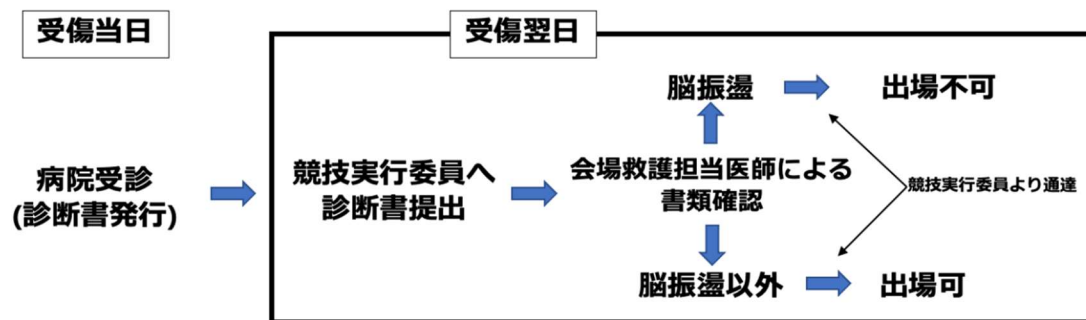 受傷当日
受傷翌日
脳振盪
出場不可
病院受診
(診断書発行)
競技実行委員へ
診断書提出
会場救護担当医師による
書類確認
競技実行委員より通達
脳振盪以外
出場可